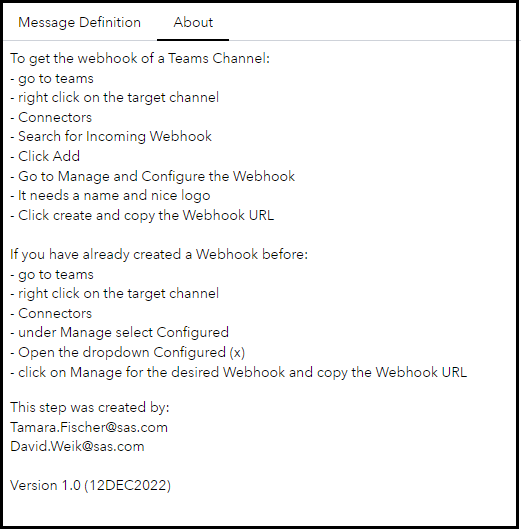 Message Definition About
To get the webhook of a Teams Channel:
- go to teams
- right click on the target channel
- Connectors
- Search for Incoming Webhook
- Click Add
- Go to Manage and Configure the Webhook
- It needs a name and nice logo
- Click create and copy the Webhook URL
If you have already created a Webhook before:
- go to teams
- right click on the target channel
- Connectors
- under Manage select Configured
- Open the dropdown Configured (x)
- click on Manage for the desired Webhook and copy the Webhook URL
This step was created by:
Tamara.Fischer@sas.com
David.Weik@sas.com
Version 1.0 (12DEC2022)